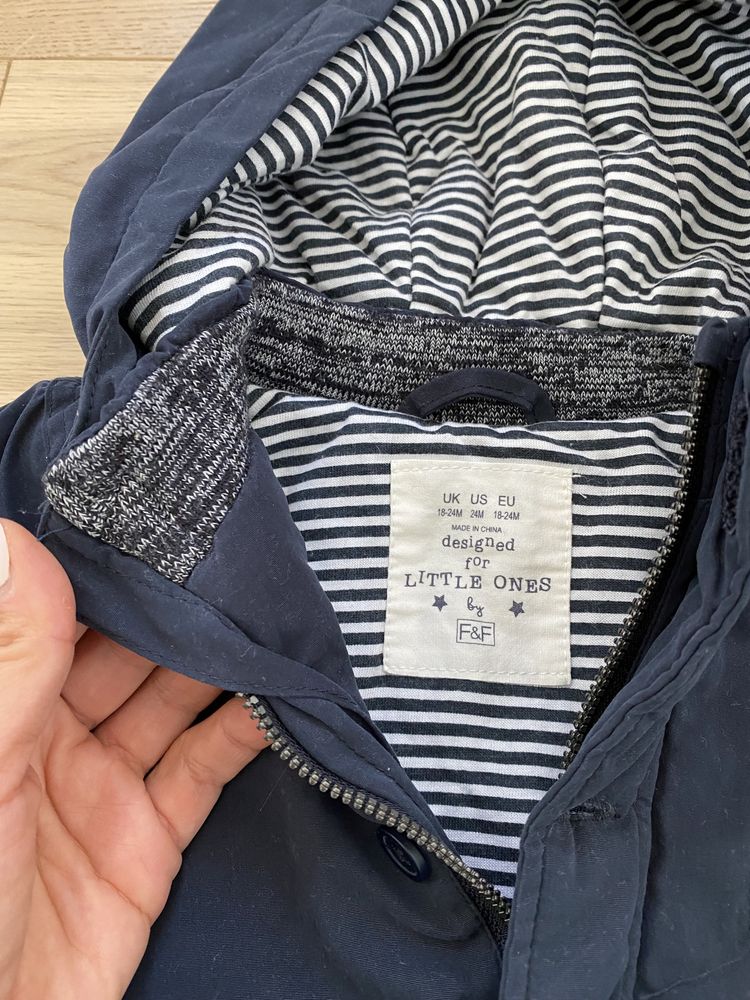 UK US EU
18-24M 24M 18-24M
MADE IN CHINA
designed
for
LITTLE ONES
by
F&F